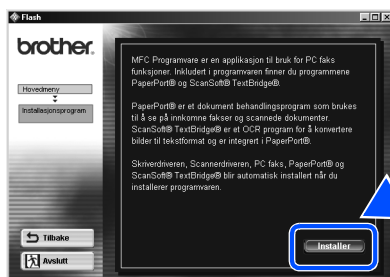 Flash
brother.
Hovedmeny
Installasjonsprogram
MFC Programvare er en applikasjon til bruk for PC faks
funksjoner. Inkludert i programvaren finner du programmene
PaperPort® og ScanSoft® TextBridge®.
PaperPort® er et dokument behandlingsprogram som brukes
til å se på innkomne fakser og scannede dokumenter.
ScanSoft® TextBridge® er et OCR program for å konvertere
bilder til tekstformat og er integrert i PaperPort®.
Skriverdriveren, Scannerdriveren, PC faks, PaperPort® og
ScanSoft® TextBridge® blir automatisk installert når du
installerer programvaren.
Installer
Tilbake
Avslutt